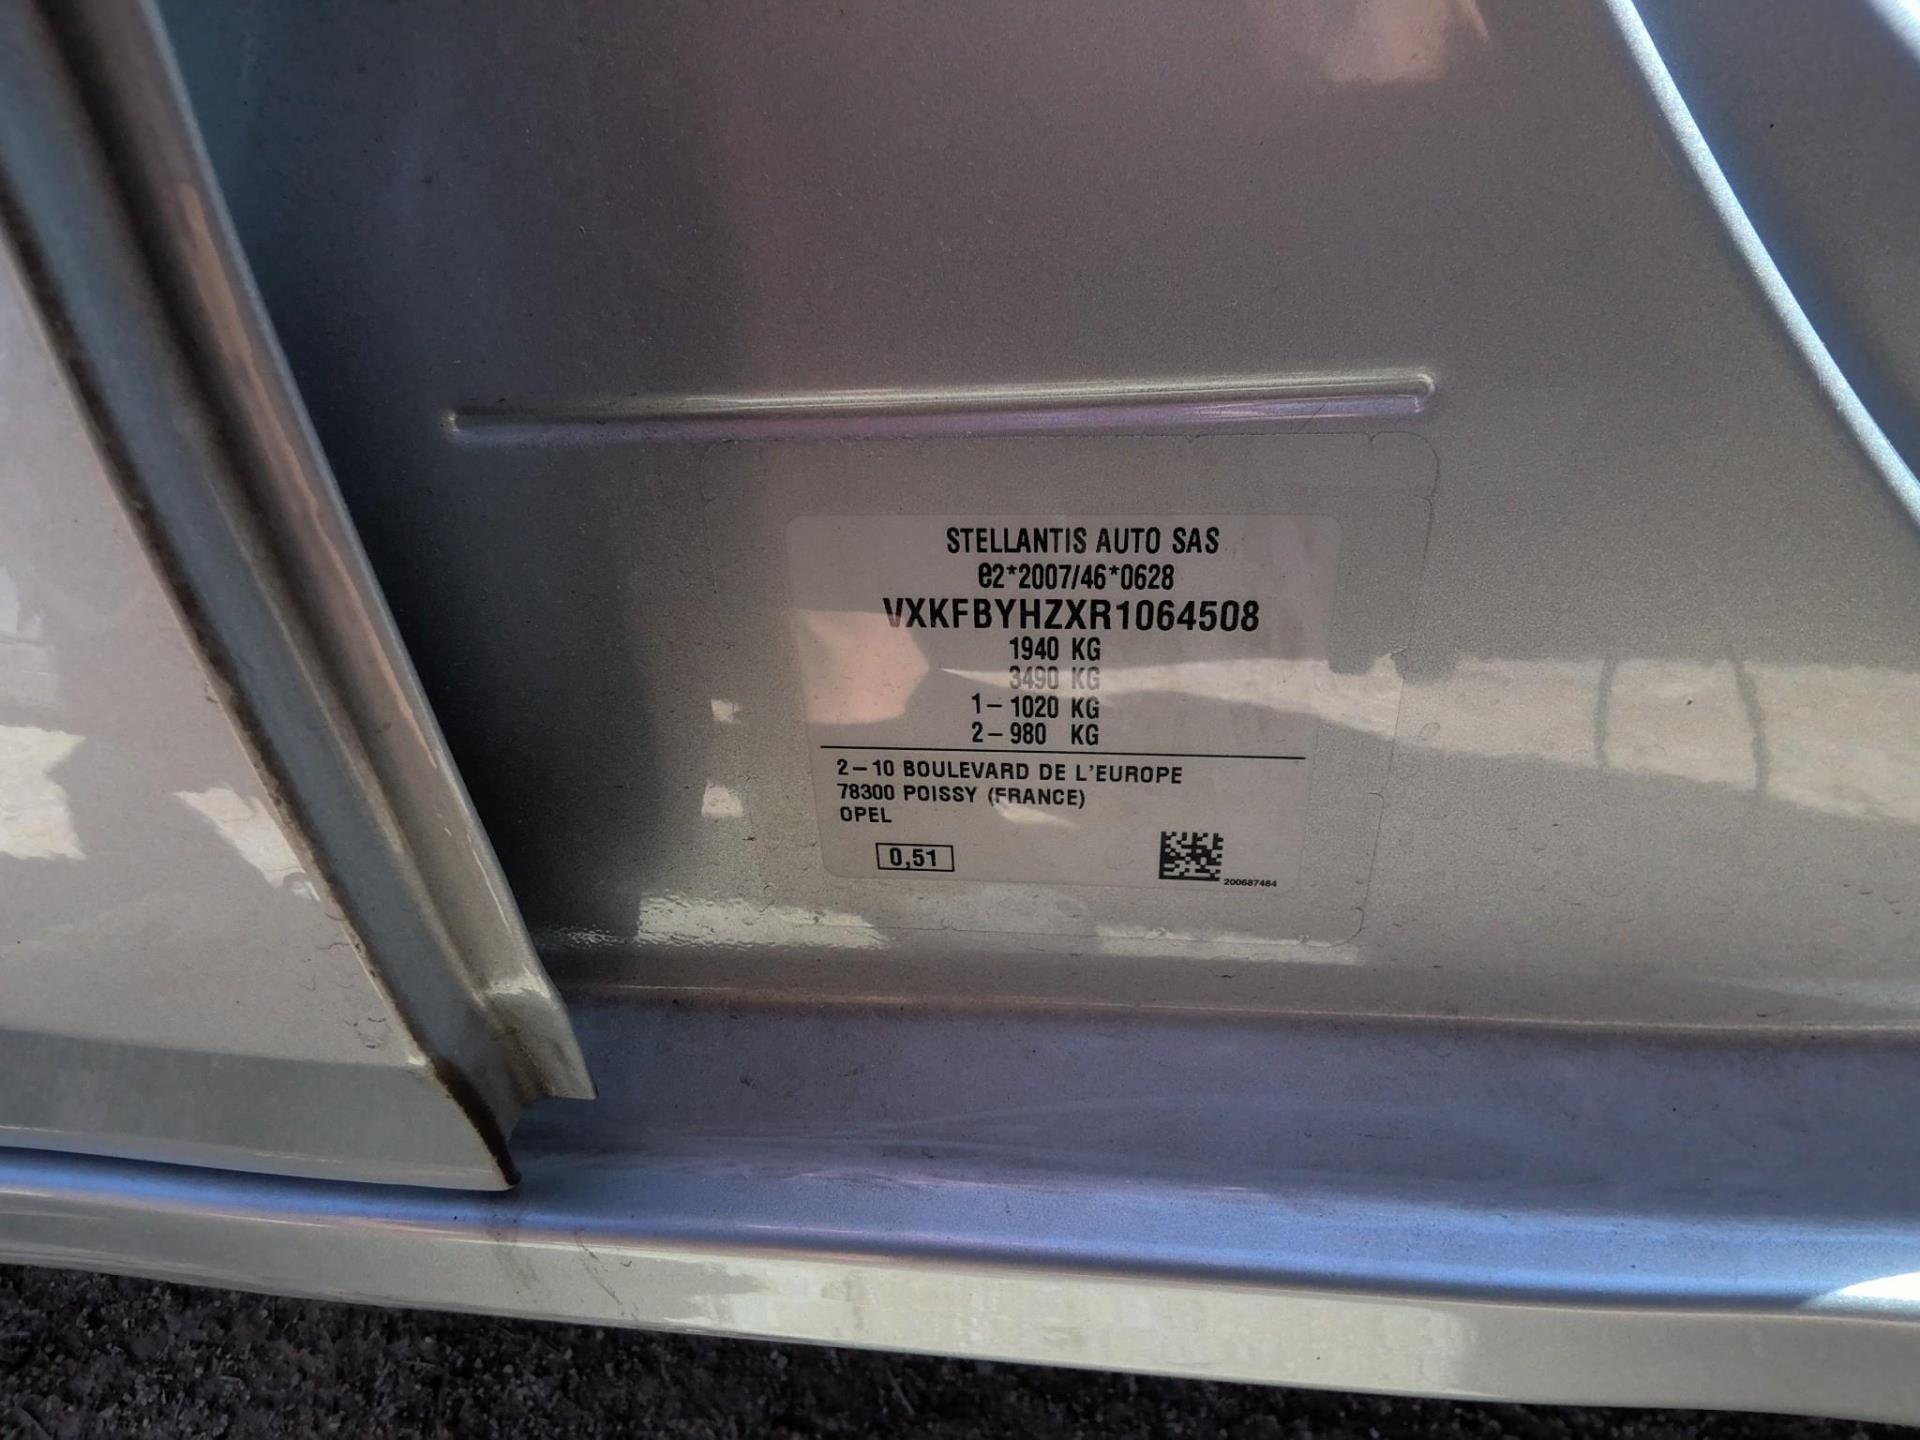 STELLANTIS AUTO SAS
e2*2007/46*0628
VXKFBYHZXR1064508
1940 KG
3490 KG
1- 1020 KG
2- 980 KG
2-10 BOULEVARD DE L'EUROPE
78300 POISSY (FRANCE)
OPEL
0,51
200687484